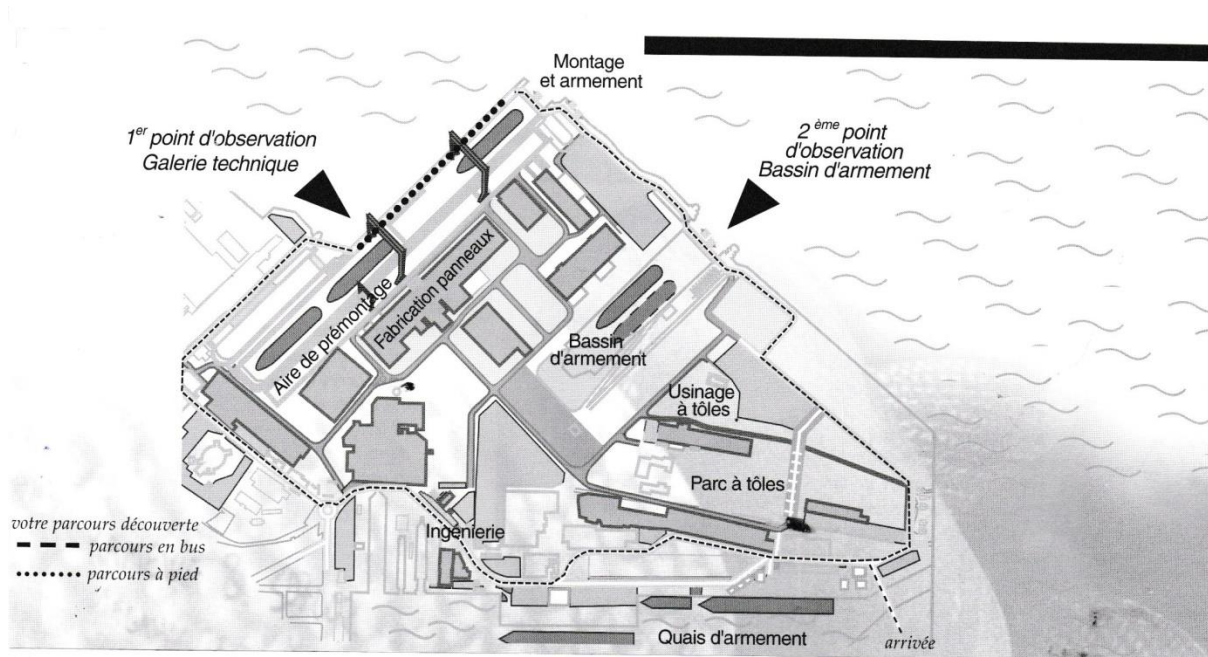 Montage
et armement
1er point d'observation
Galerie technique
2ème point
d'observation
Bassin d'armement
Aire de prémontage
Fabrication panneaux
Bassin
d'armement
Usinage
à tôles
Parc à tôles
Ingénierie
votre parcours découverte
parcours en bus
parcours à pied
Quais d'armement
arrivée